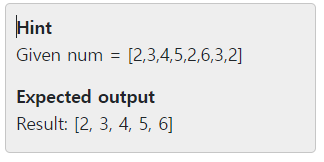 Hint
Given num = [2,3,4,5,2,6,3,2]
Expected output
Result: [2, 3, 4, 5, 6]